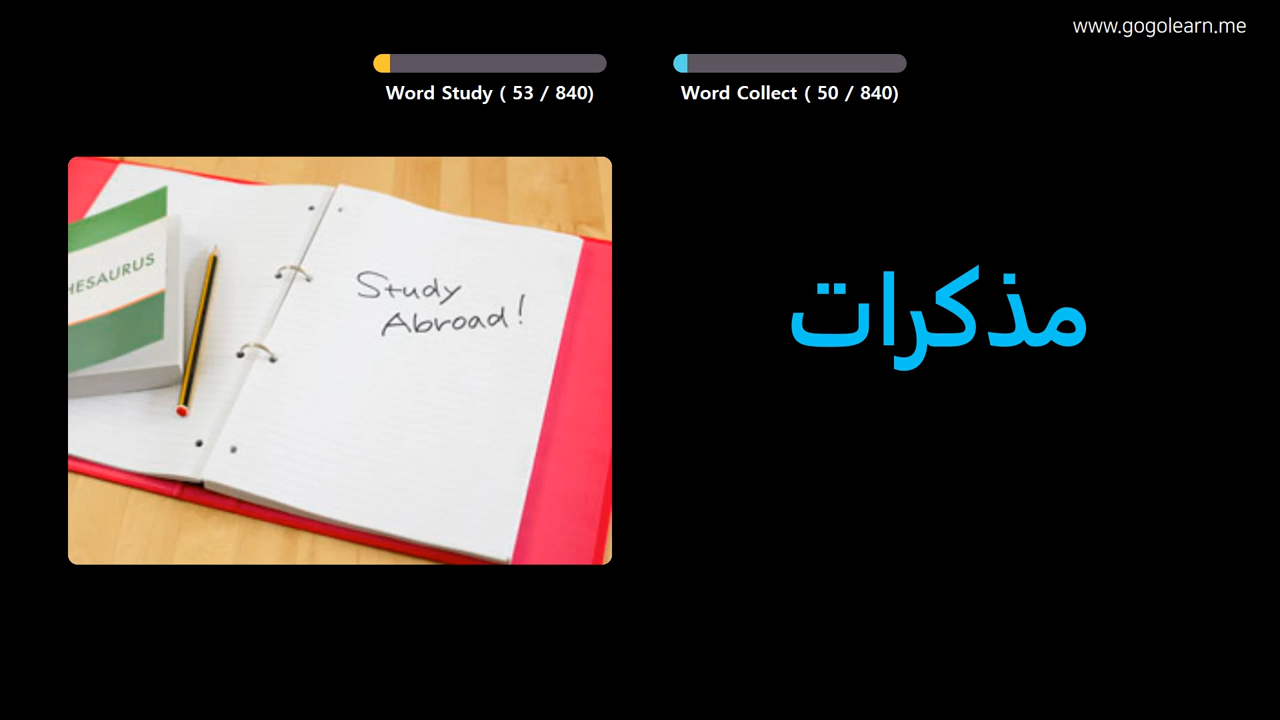 www.gogolearn.me
Word Study ( 53 / 840)
Word Collect ( 50 / 840)
HESAURUS
Study
Abroad!
مذكرات